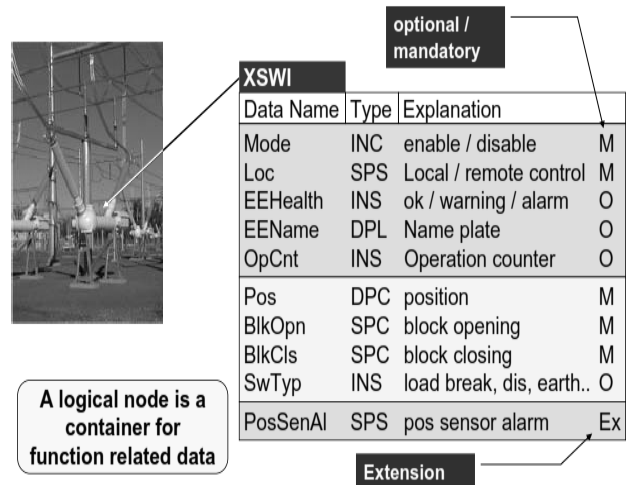 optional /
mandatory
XSWI
Data Name Type Explanation
Mode INC enable / disable M
Loc SPS Local / remote control M
EEHealth INS ok / warning / alarm O
EEName DPL Name plate O
OpCnt INS Operation counter O
Pos DPC position M
BlkOpn SPC block opening M
BlkCls SPC block closing M
SwTyp INS load break, dis, earth.. O
PosSenAl SPS pos sensor alarm Ex
A logical node is a
container for
function related data
Extension